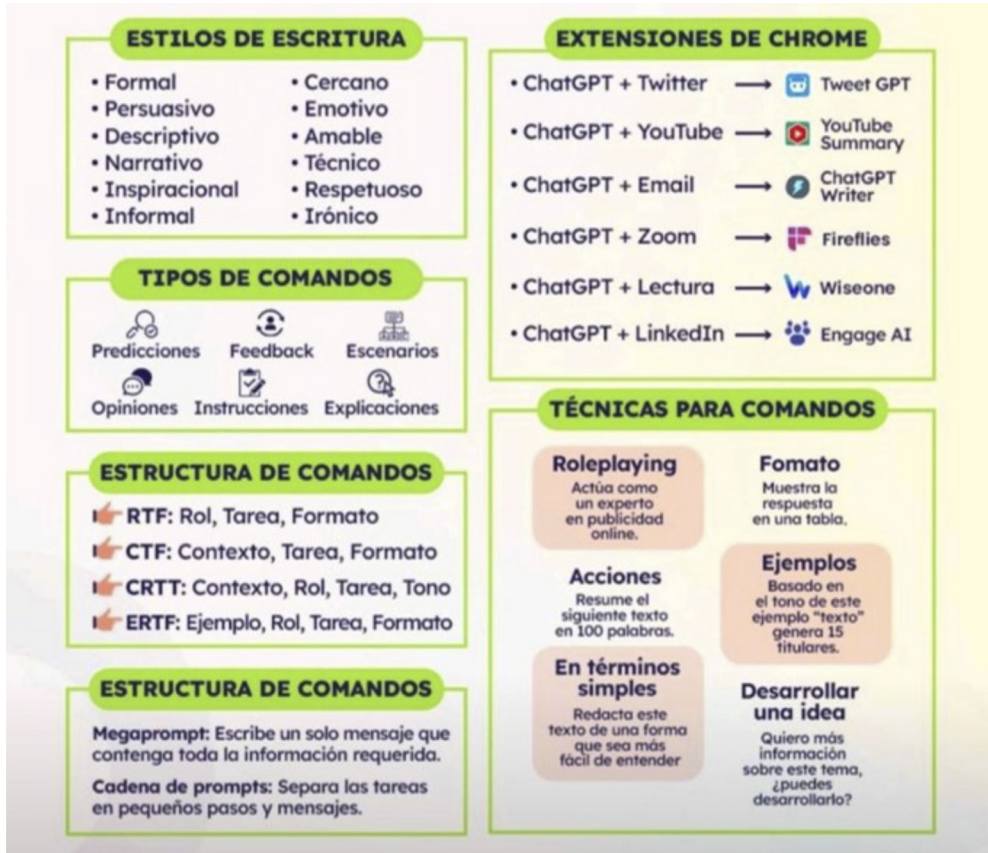 ESTILOS DE ESCRITURA
• Formal
• Persuasivo
• Descriptivo
• Narrativo
• Inspiracional
• Informal
• Cercano
• Emotivo
• Amable
• Técnico
• Respetuoso
• Irónico
TIPOS DE COMANDOS
Predicciones Feedback Escenarios
Opiniones Instrucciones Explicaciones
ESTRUCTURA DE COMANDOS
RTF: Rol, Tarea, Formato
CTF: Contexto, Tarea, Formato
CRTT: Contexto, Rol, Tarea, Tono
ERTF: Ejemplo, Rol, Tarea, Formato
ESTRUCTURA DE COMANDOS
Megaprompt: Escribe un solo mensaje que
contenga toda la información requerida.
Cadena de prompts: Separa las tareas
en pequeños pasos y mensajes.
EXTENSIONES DE CHROME
• ChatGPT + Twitter → Tweet GPT
• ChatGPT + YouTube → YouTube
Summary
• ChatGPT + Email → ChatGPT
Writer
• ChatGPT + Zoom → Fireflies
• ChatGPT + Lectura → Wiseone
• ChatGPT + LinkedIn → Engage AI
TÉCNICAS PARA COMANDOS
Roleplaying
Actúa como
un experto
en publicidad
online.
Fomato
Muestra la
respuesta
en una tabla.
Acciones
Resume el
siguiente texto
en 100 palabras.
Ejemplos
Basado en
el tono de este
ejemplo "texto"
genera 15
titulares.
En términos
simples
Redacta este
texto de una forma
que sea más
fácil de entender
Desarrollar
una idea
Quiero más
información
sobre este tema,
¿puedes
desarrollarlo?